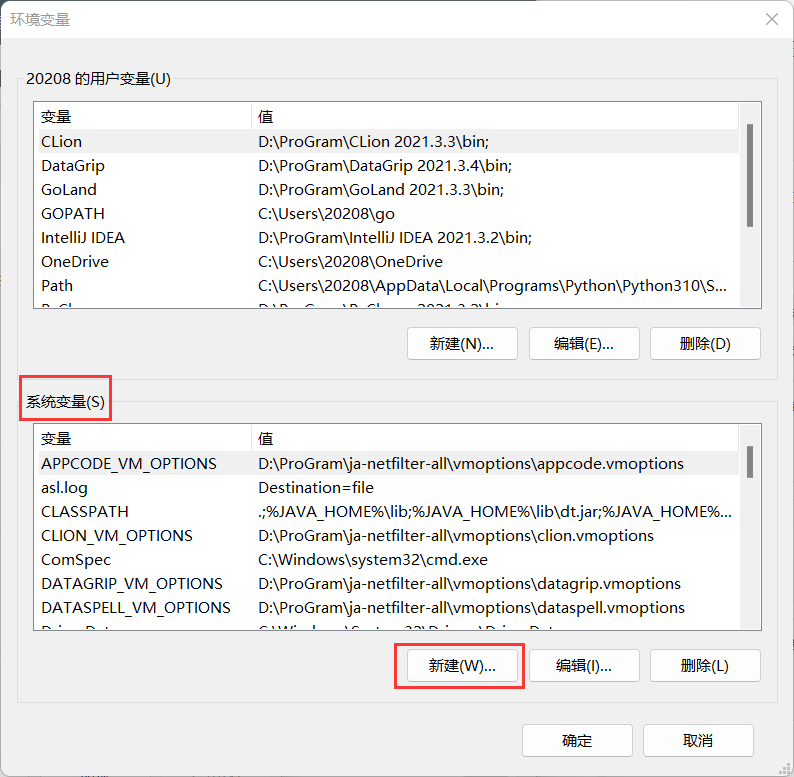 环境变量
20208 的用户变量(U)
变量 值
CLion D:\ProGram\CLion 2021.3.3\bin;
DataGrip D:\ProGram\DataGrip 2021.3.4\bin;
GoLand D:\ProGram\GoLand 2021.3.3\bin;
GOPATH C:\Users\20208\go
IntelliJ IDEA D:\ProGram\IntelliJ IDEA 2021.3.2\bin;
OneDrive C:\Users\20208\OneDrive
Path C:\Users\20208\AppData\Local\Programs\Python\Python310\S...
新建(N)... 编辑(E)... 删除(D)
系统变量(S)
变量 值
APPCODE_VM_OPTIONS D:\ProGram\ja-netfilter-all\vmoptions\appcode.vmoptions
asl.log Destination=file
CLASSPATH .;%JAVA_HOME%\lib;%JAVA_HOME%\lib\dt.jar;%JAVA_HOME%...
CLION_VM_OPTIONS D:\ProGram\ja-netfilter-all\vmoptions\clion.vmoptions
ComSpec C:\Windows\system32\cmd.exe
DATAGRIP_VM_OPTIONS D:\ProGram\ja-netfilter-all\vmoptions\datagrip.vmoptions
DATASPELL_VM_OPTIONS D:\ProGram\ja-netfilter-all\vmoptions\dataspell.vmoptions
新建(W)... 编辑(I)... 删除(L)
确定 取消